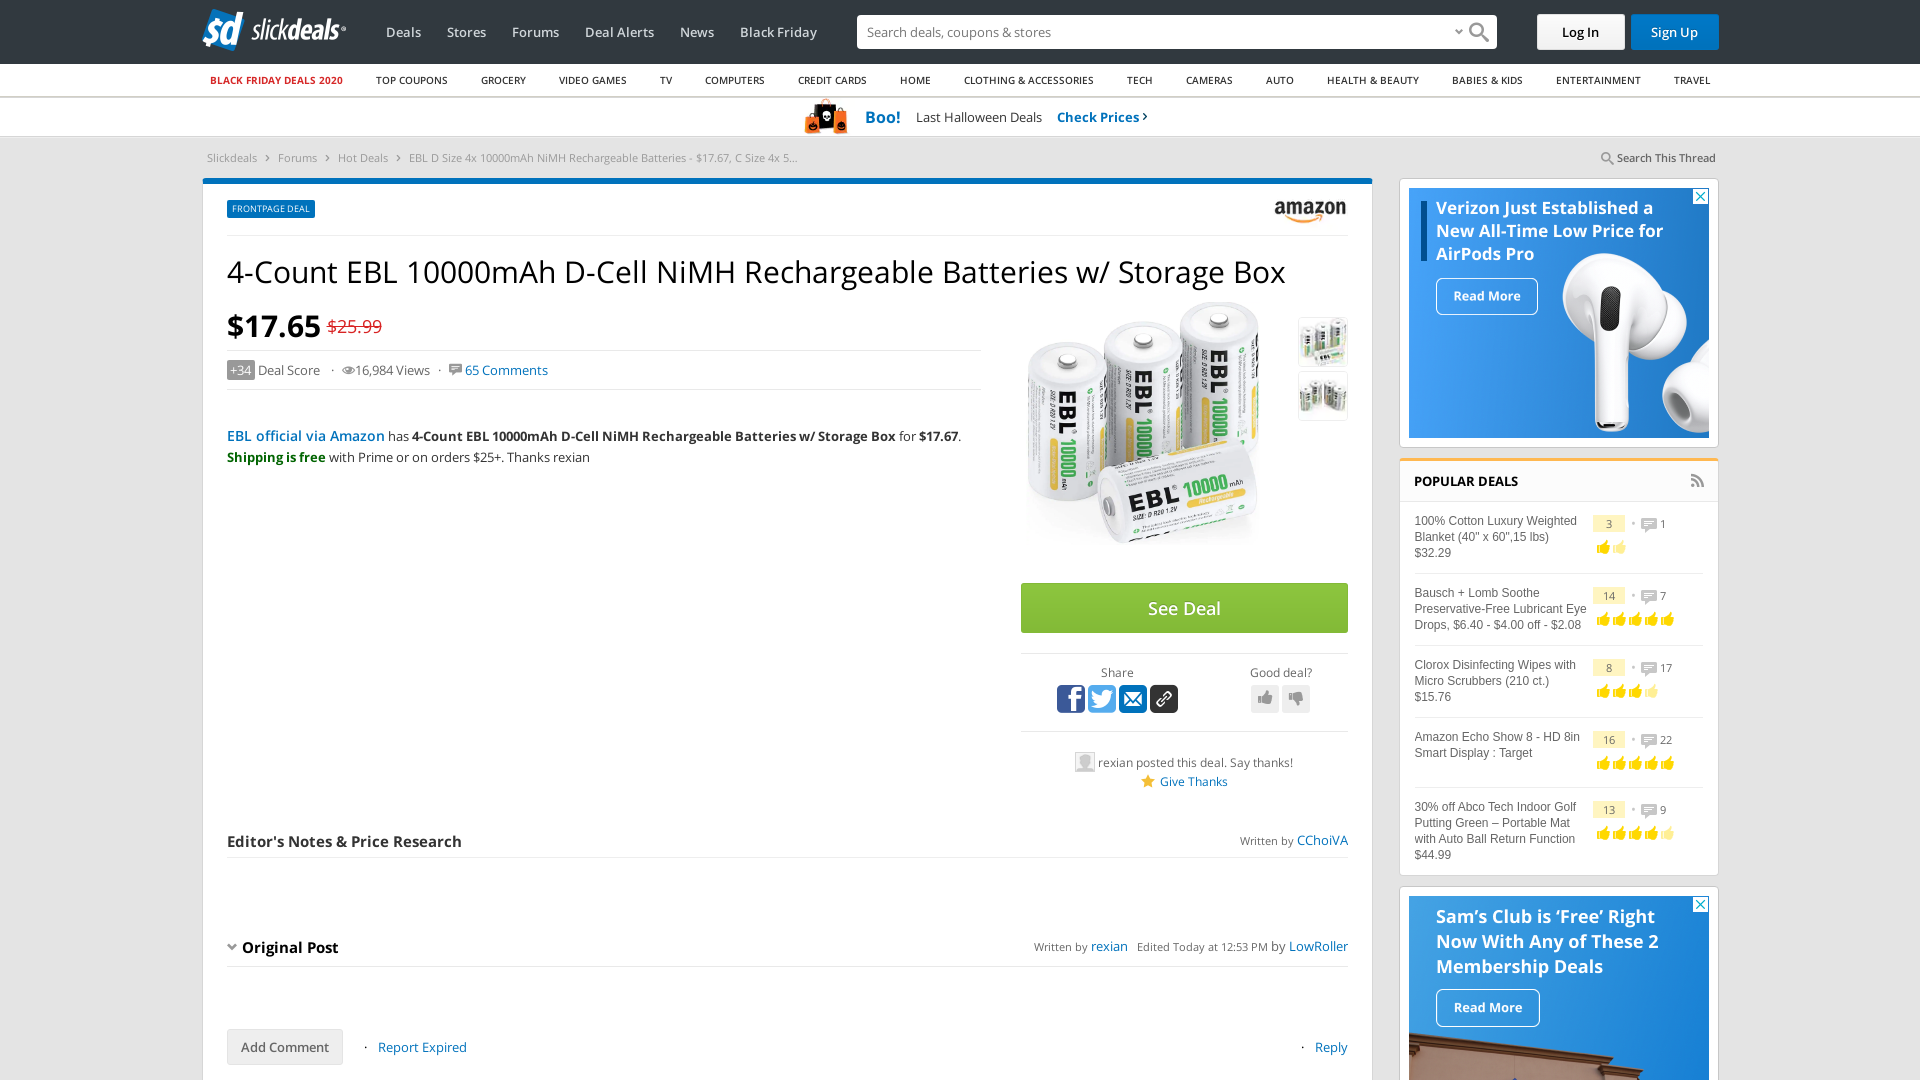 slickdeals
Deals
Stores
Forums
Deal Alerts
News
Black Friday
Search deals, coupons & stores
Log In
Sign Up
BLACK FRIDAY DEALS 2020
TOP COUPONS
GROCERY
VIDEO GAMES
TV
COMPUTERS
CREDIT CARDS
HOME
CLOTHING & ACCESSORIES
TECH
CAMERAS
AUTO
HEALTH & BEAUTY
BABIES & KIDS
ENTERTAINMENT
TRAVEL
Boo! Last Halloween Deals Check Prices
Slickdeals › Forums › Hot Deals › EBL D Size 4x 10000mAh NiMH Rechargeable Batteries - $17.67, C Size 4x 5...
Search This Thread
FRONTPAGE DEAL
amazon
4-Count EBL 10000mAh D-Cell NiMH Rechargeable Batteries w/ Storage Box
$17.65 $25.99
+34 Deal Score · 16,984 Views · 65 Comments
EBL official via Amazon has 4-Count EBL 10000mAh D-Cell NiMH Rechargeable Batteries w/ Storage Box for $17.67.
Shipping is free with Prime or on orders $25+. Thanks rexian
EBL 10000
EBL 10000
EBL 10000
EBL 10000 mAh
SIZE: D R20 1.2V
See Deal
Share
Good deal?
rexian posted this deal. Say thanks!
Give Thanks
Editor's Notes & Price Research
Written by CChoiVA
Original Post
Written by rexian Edited Today at 12:53 PM by LowRoller
Add Comment
· Report Expired
· Reply
Verizon Just Established a
New All-Time Low Price for
AirPods Pro
Read More
POPULAR DEALS
100% Cotton Luxury Weighted
Blanket (40" x 60",15 lbs)
$32.29
3 • 1
Bausch + Lomb Soothe
Preservative-Free Lubricant Eye
Drops, $6.40 - $4.00 off - $2.08
14 • 7
Clorox Disinfecting Wipes with
Micro Scrubbers (210 ct.)
$15.76
8 • 17
Amazon Echo Show 8 - HD 8in
Smart Display : Target
16 • 22
30% off Abco Tech Indoor Golf
Putting Green – Portable Mat
with Auto Ball Return Function
$44.99
13 • 9
Sam's Club is ‘Free’ Right
Now With Any of These 2
Membership Deals
Read More